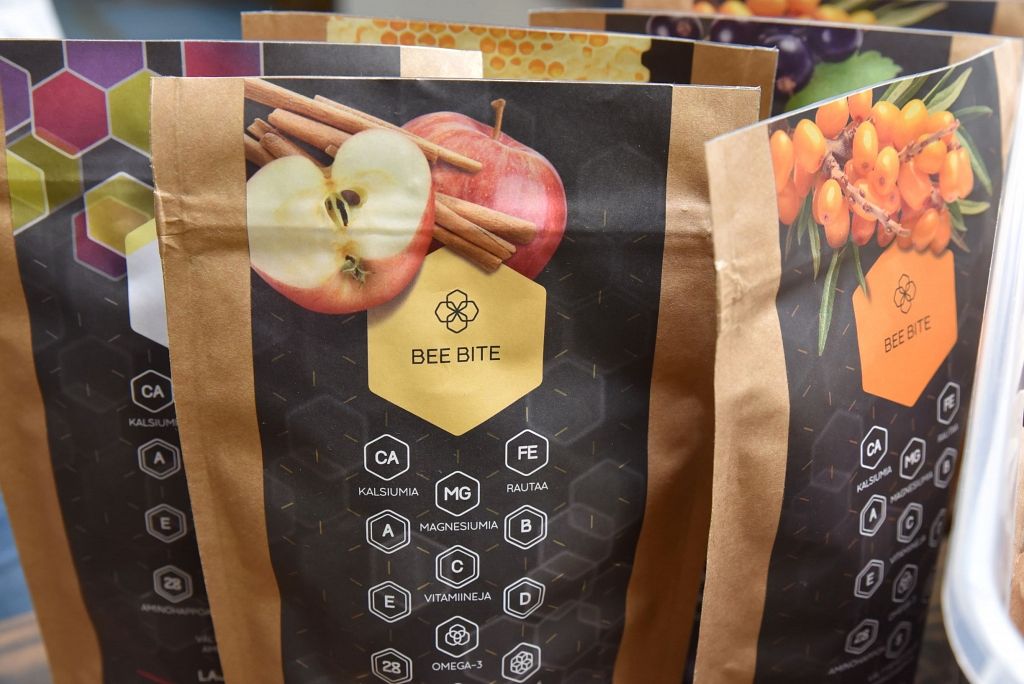 BEE BITE
CA
KALSIUMIA
FE
RAUTAA
MG
MAGNESIUMIA
A
B
C
VITAMIINEJA
E
D
28
OMEGA-3
BEE BITE
CA
KALSIUMIA
MG
MAGNESIUMIA
FE
RAUTAA
A
C
B
VITAMIINEJA
E
28
CA
A
E
28